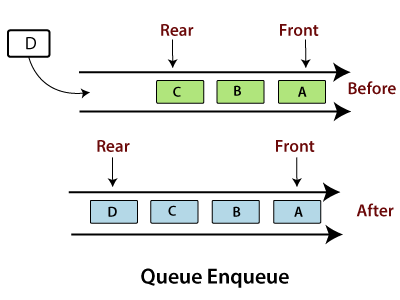 Rear Front
D
C B A Before
Rear Front
D C B A After
Queue Enqueue